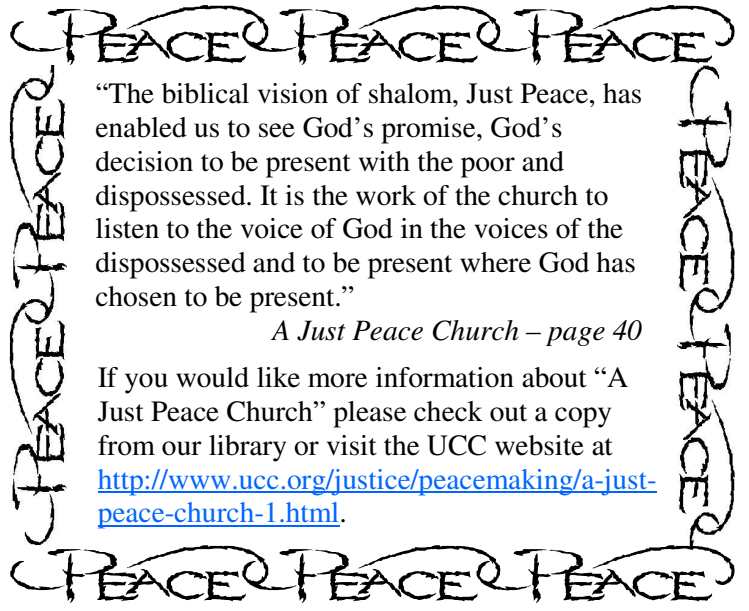 PEACE PEACE PEACE
PEACE PEACE
“The biblical vision of shalom, Just Peace, has
enabled us to see God’s promise, God’s
decision to be present with the poor and
dispossessed. It is the work of the church to
listen to the voice of God in the voices of the
dispossessed and to be present where God has
chosen to be present.”
A Just Peace Church – page 40
If you would like more information about “A
Just Peace Church” please check out a copy
from our library or visit the UCC website at
http://www.ucc.org/justice/peacemaking/a-just-
peace-church-1.html.
PEACE PEACE
PEACE PEACE PEACE